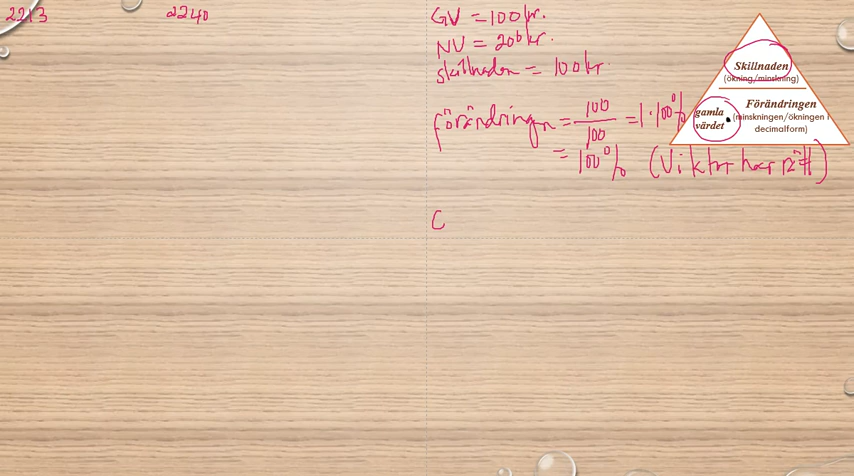 2213
2240
GV = 100 kr.
NV = 200 kr.
skillnaden = 100 kr
förändringen = 100/100 = 1·100%
= 100% (Viktor har rätt)
C
Skillnaden
(ökning/minskning)
gamla värdet
Förändringen
(minskningen/ökningen i
decimalform)